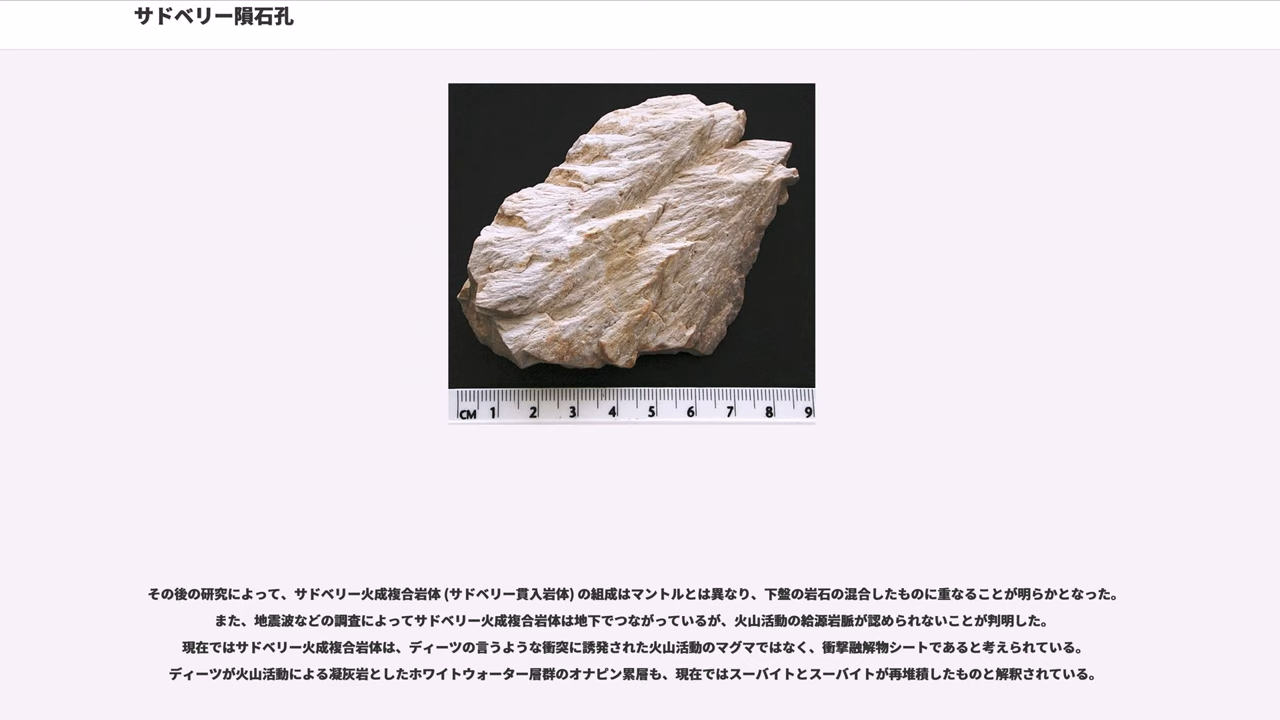 サドベリー隕石孔
CM 1 2 3 4 5 6 7 8 9
その後の研究によって、サドベリー火成複合岩体 (サドベリー貫入岩体) の組成はマントルとは異なり、下盤の岩石の混合したものに重なることが明らかとなった。
また、地震波などの調査によってサドベリー火成複合岩体は地下でつながっているが、火山活動の給源岩脈が認められないことが判明した。
現在ではサドベリー火成複合岩体は、ディーツの言うような衝突に誘発された火山活動のマグマではなく、衝撃融解物シートであると考えられている。
ディーツが火山活動による凝灰岩としたホワイトウォーター層群のオナピン累層も、現在ではスーバイトとスーバイトが再堆積したものと解釈されている。